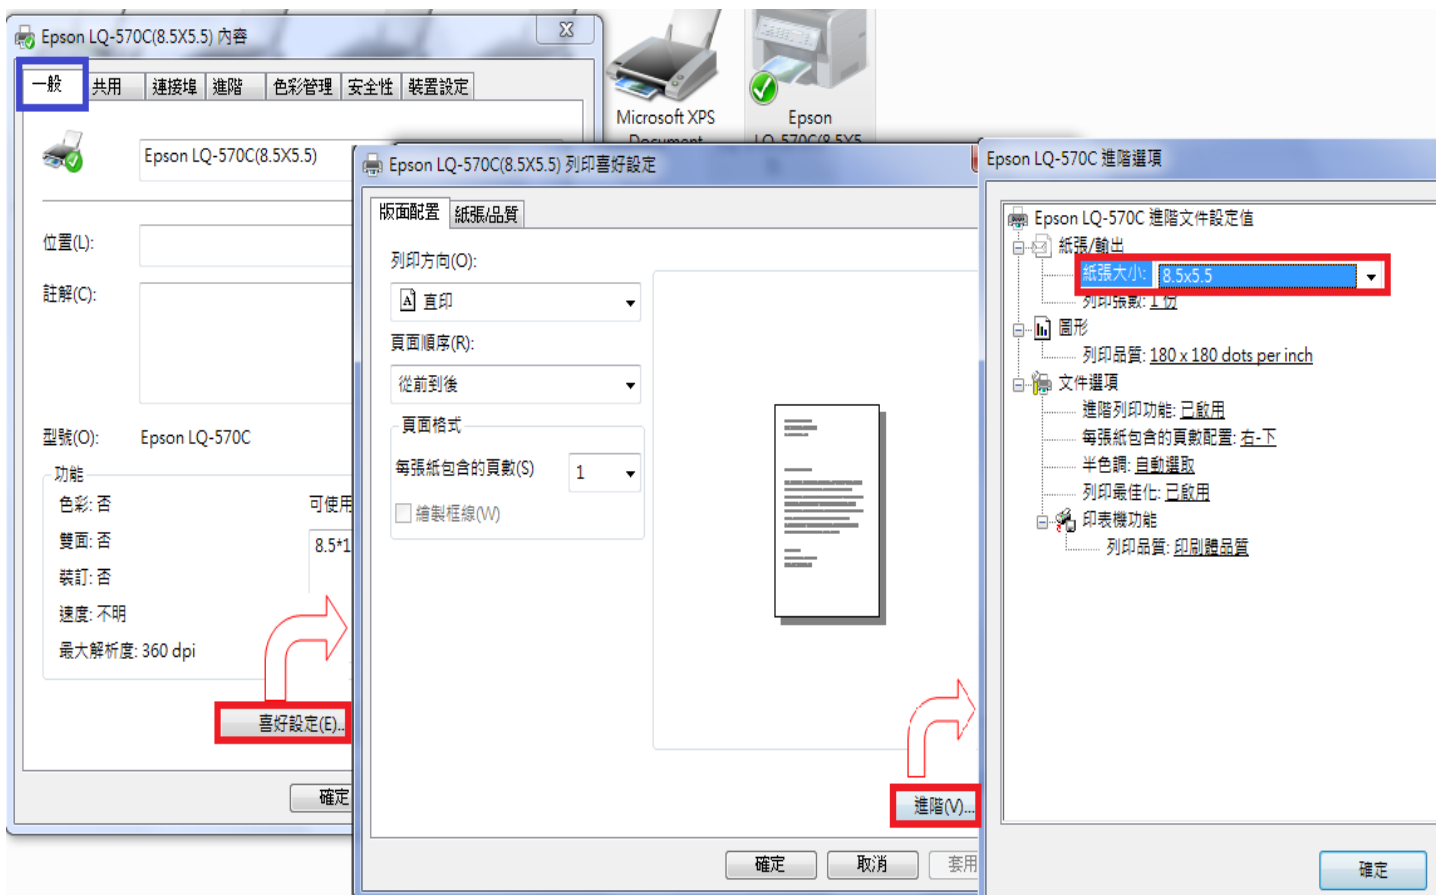 Epson LQ-570C(8.5X5.5) 內容
一般
共用
連接埠
進階
色彩管理
安全性
裝置設定
Epson LQ-570C(8.5X5.5)
位置(L):
註解(C):
型號(O):
Epson LQ-570C
功能
色彩: 否
可使用
雙面: 否
8.5*1
裝訂: 否
速度: 不明
最大解析度: 360 dpi
喜好設定(E)...
確定
Microsoft XPS
Document
Epson
LQ-570C(8.5X5
Epson LQ-570C(8.5X5.5) 列印喜好設定
版面配置
紙張/品質
列印方向(O):
A
直印
頁面順序(R):
從前到後
頁面格式
每張紙包含的頁數(S)
1
繪製框線(W)
進階(V)...
確定
取消
套用
Epson LQ-570C 進階選項
Epson LQ-570C 進階文件設定值
紙張/輸出
紙張大小: 8.5x5.5
列印張數: 1 份
圖形
列印品質: 180 x 180 dots per inch
文件選項
進階列印功能: 已啟用
每張紙包含的頁數配置: 右-下
半色調: 自動選取
列印最佳化: 已啟用
印表機功能
列印品質: 印刷體品質
確定